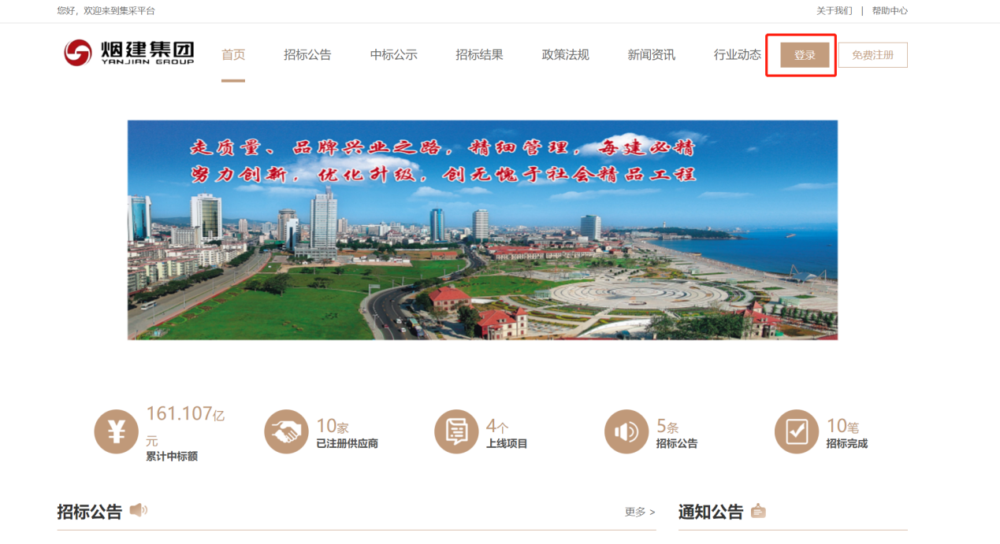 您好，欢迎来到集采平台
关于我们 | 帮助中心
烟建集团
YANJIAN GROUP
首页 招标公告 中标公示 招标结果 政策法规 新闻资讯 行业动态 登录 免费注册
走质量、品牌兴业之路，精细管理，每建必精
努力创新，优化升级，创无愧于社会精品工程
161.107亿
元
累计中标额
10家
已注册供应商
4个
上线项目
5条
招标公告
10笔
招标完成
招标公告 更多 > 通知公告